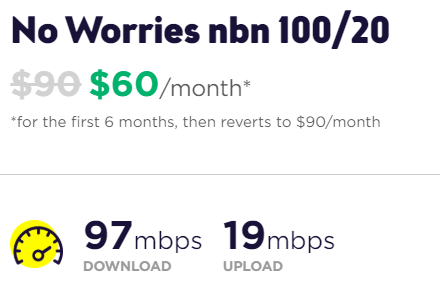 No Worries nbn 100/20
$90 $60/month*
*for the first 6 months, then reverts to $90/month
97mbps 19mbps
DOWNLOAD UPLOAD